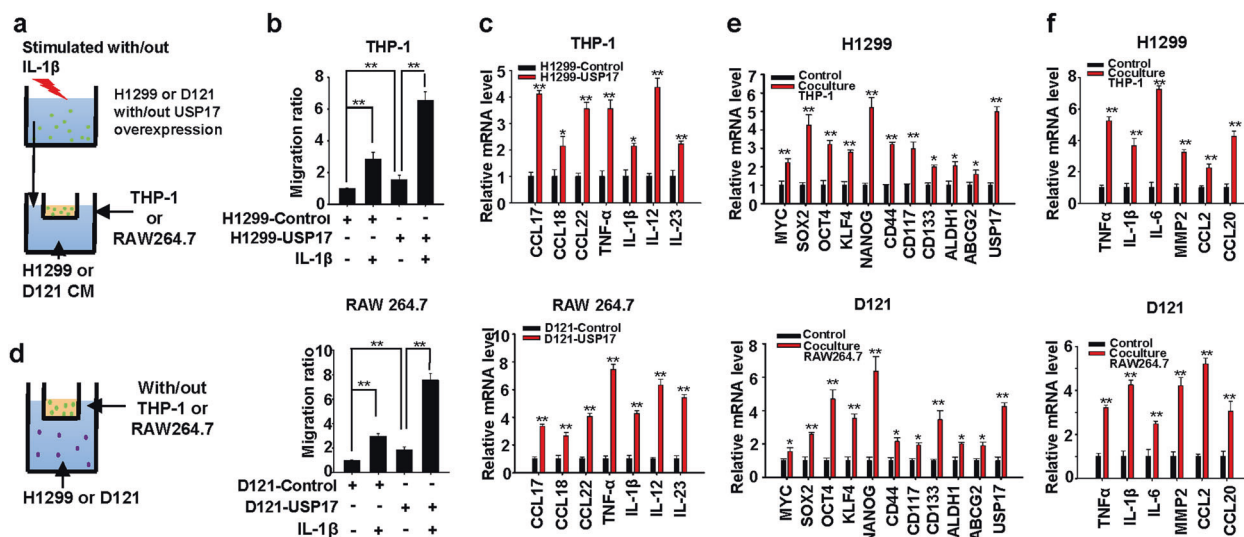 a
Stimulated with/out
IL-1β
H1299 or D121
with/out USP17
overexpression
THP-1
or
RAW264.7
H1299 or
D121 CM
b
THP-1
Migration ratio
8
6
4
2
0
**
**
**
H1299-Control + + - -
H1299-USP17 - - + +
IL-1β - + - +
RAW 264.7
Migration ratio
10
8
6
4
2
0
**
**
**
D121-Control + + - -
D121-USP17 - - + +
IL-1β - + - +
c
THP-1
Relative mRNA level
5
4
3
2
1
0
H1299-Control
H1299-USP17
** * ** ** * ** **
CCL17 CCL18 CCL22 TNF-α IL-1β IL-12 IL-23
RAW 264.7
Relative mRNA level
10
8
6
4
2
0
D121-Control
D121-USP17
** ** ** ** ** ** **
CCL17 CCL18 CCL22 TNF-α IL-1β IL-12 IL-23
d
With/out
THP-1 or
RAW264.7
H1299 or D121
e
H1299
Relative mRNA level
8
6
4
2
0
Control
Coculture
THP-1
** ** ** ** ** ** ** * * * **
MYC SOX2 OCT4 KLF4 NANOG CD44 CD117 CD133 ALDH1 ABCG2 USP17
D121
Relative mRNA level
8
6
4
2
0
Control
Coculture
RAW264.7
* ** ** ** ** * * ** * * **
MYC SOX2 OCT4 KLF4 NANOG CD44 CD117 CD133 ALDH1 ABCG2 USP17
f
H1299
Relative mRNA level
10
8
6
4
2
0
Control
Coculture
THP-1
** ** ** ** ** **
TNFα IL-1β IL-6 MMP2 CCL2 CCL20
D121
Relative mRNA level
8
6
4
2
0
Control
Coculture
RAW264.7
** ** ** ** ** **
TNFα IL-1β IL-6 MMP2 CCL2 CCL20